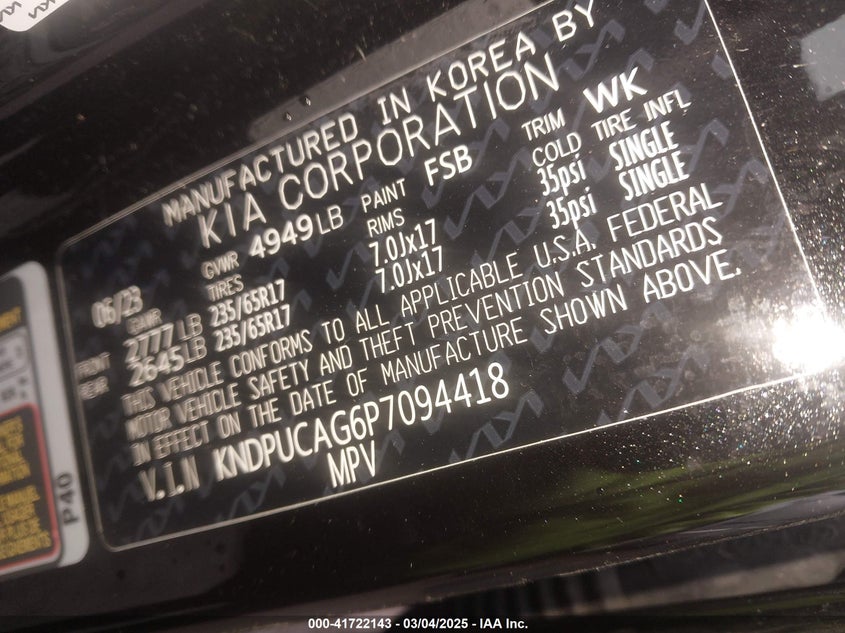 MANUFACTURED IN KOREA BY
KIA CORPORATION
06/23 GVWR 4949LB PAINT FSB TRIM WK
GAWR TIRES RIMS COLD TIRE INFL
FRONT 2777LB 235/65R17 7.0Jx17 35psi SINGLE
REAR 2645LB 235/65R17 7.0Jx17 35psi SINGLE
THIS VEHICLE CONFORMS TO ALL APPLICABLE U.S.A. FEDERAL
MOTOR VEHICLE SAFETY AND THEFT PREVENTION STANDARDS
IN EFFECT ON THE DATE OF MANUFACTURE SHOWN ABOVE.
V.I.N KNDPUCAG6P7094418
MPV
P40
000-41722143 - 03/04/2025 - IAA Inc.